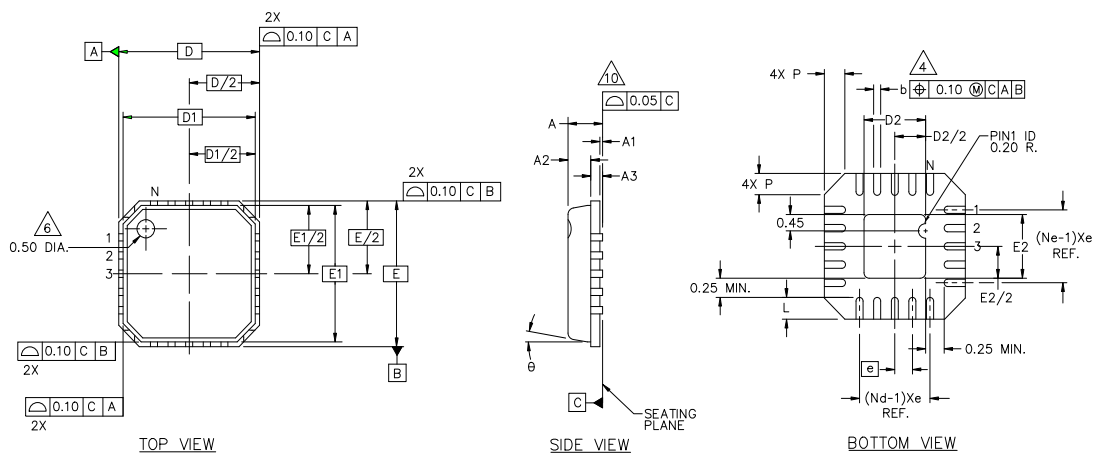 2X
0.10 C A
A
D
D/2
D1
D1/2
2X
0.10 C B
N
6
0.50 DIA.
1
2
3
E1/2
E/2
E1
E
0.10 C B
2X
B
0.10 C A
2X
TOP VIEW
10
0.05 C
A
A1
A2
A3
θ
C
SEATING
PLANE
SIDE VIEW
4X P
4
b
0.10 M C A B
D2
D2/2
PIN1 ID
0.20 R.
N
4X P
0.45
1
2
3
E2
(Ne-1)Xe
REF.
E2/2
0.25 MIN.
L
0.25 MIN.
e
(Nd-1)Xe
REF.
BOTTOM VIEW